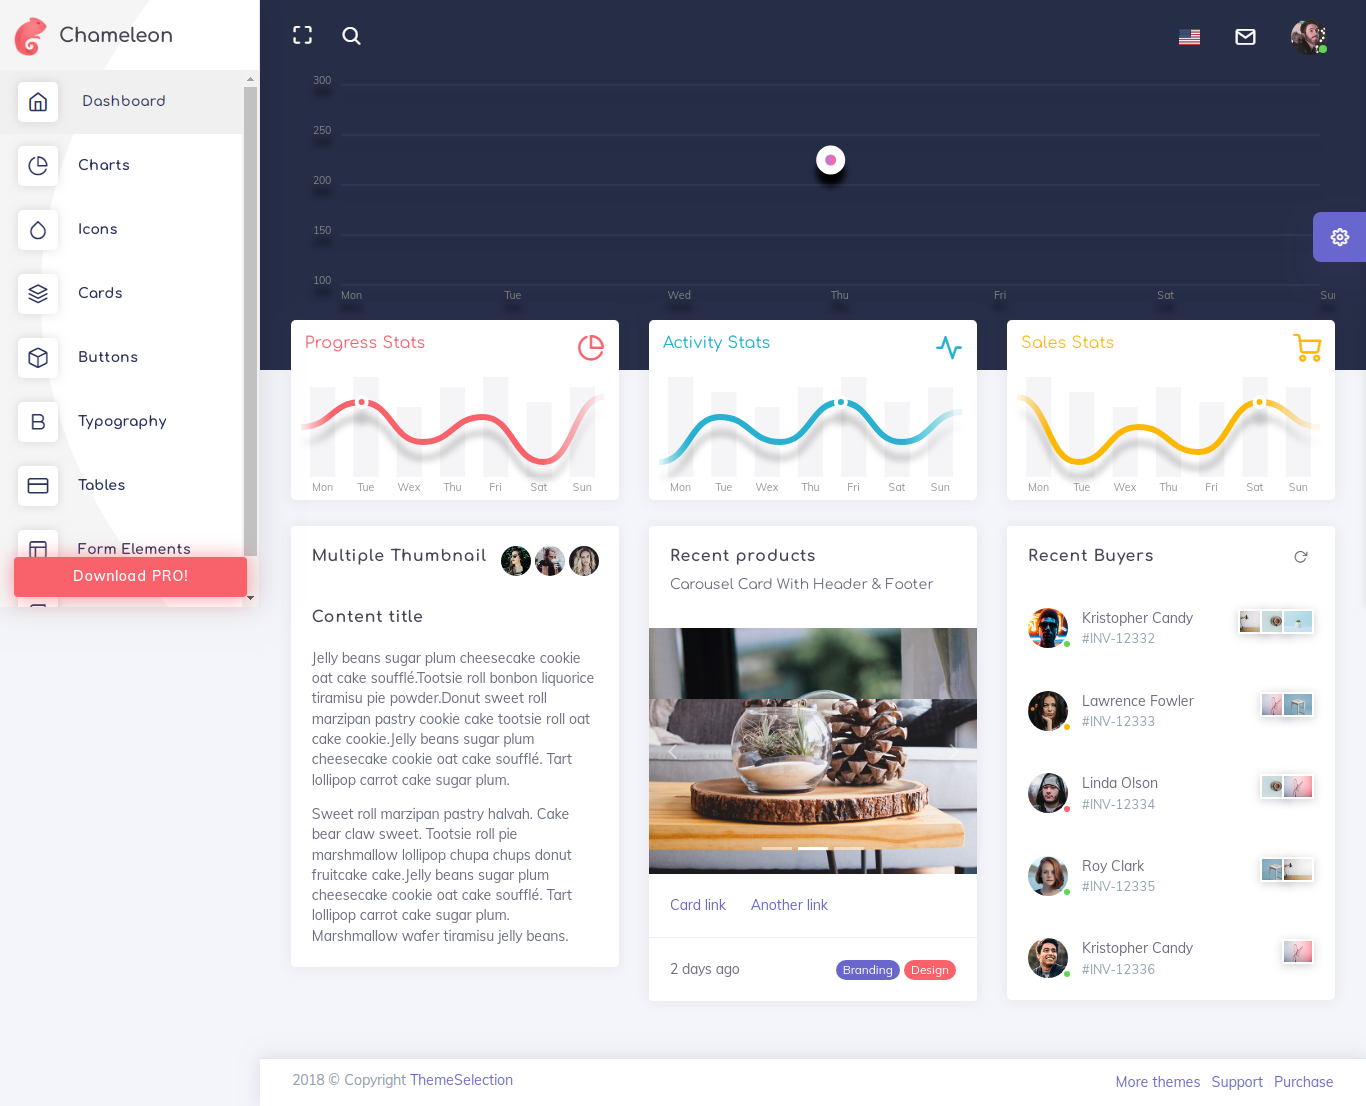 Chameleon
Dashboard
Charts
Icons
Cards
Buttons
Typography
Tables
Form Elements
Download PRO!
300
250
200
150
100
Mon Tue Wed Thu Fri Sat
Progress Stats
Mon Tue Wex Thu Fri Sat Sun
Activity Stats
Mon Tue Wex Thu Fri Sat Sun
Sales Stats
Mon Tue Wex Thu Fri Sat Sun
Multiple Thumbnail
Content title
Jelly beans sugar plum cheesecake cookie
oat cake soufflé.Tootsie roll bonbon liquorice
tiramisu pie powder.Donut sweet roll
marzipan pastry cookie cake tootsie roll oat
cake cookie.Jelly beans sugar plum
cheesecake cookie oat cake soufflé. Tart
lollipop carrot cake sugar plum.
Sweet roll marzipan pastry halvah. Cake
bear claw sweet. Tootsie roll pie
marshmallow lollipop chupa chups donut
fruitcake cake.Jelly beans sugar plum
cheesecake cookie oat cake soufflé. Tart
lollipop carrot cake sugar plum.
Marshmallow wafer tiramisu jelly beans.
Recent products
Carousel Card With Header & Footer
Card link Another link
2 days ago Branding Design
Recent Buyers
Kristopher Candy
#INV-12332
Lawrence Fowler
#INV-12333
Linda Olson
#INV-12334
Roy Clark
#INV-12335
Kristopher Candy
#INV-12336
2018 © Copyright ThemeSelection
More themes Support Purchase